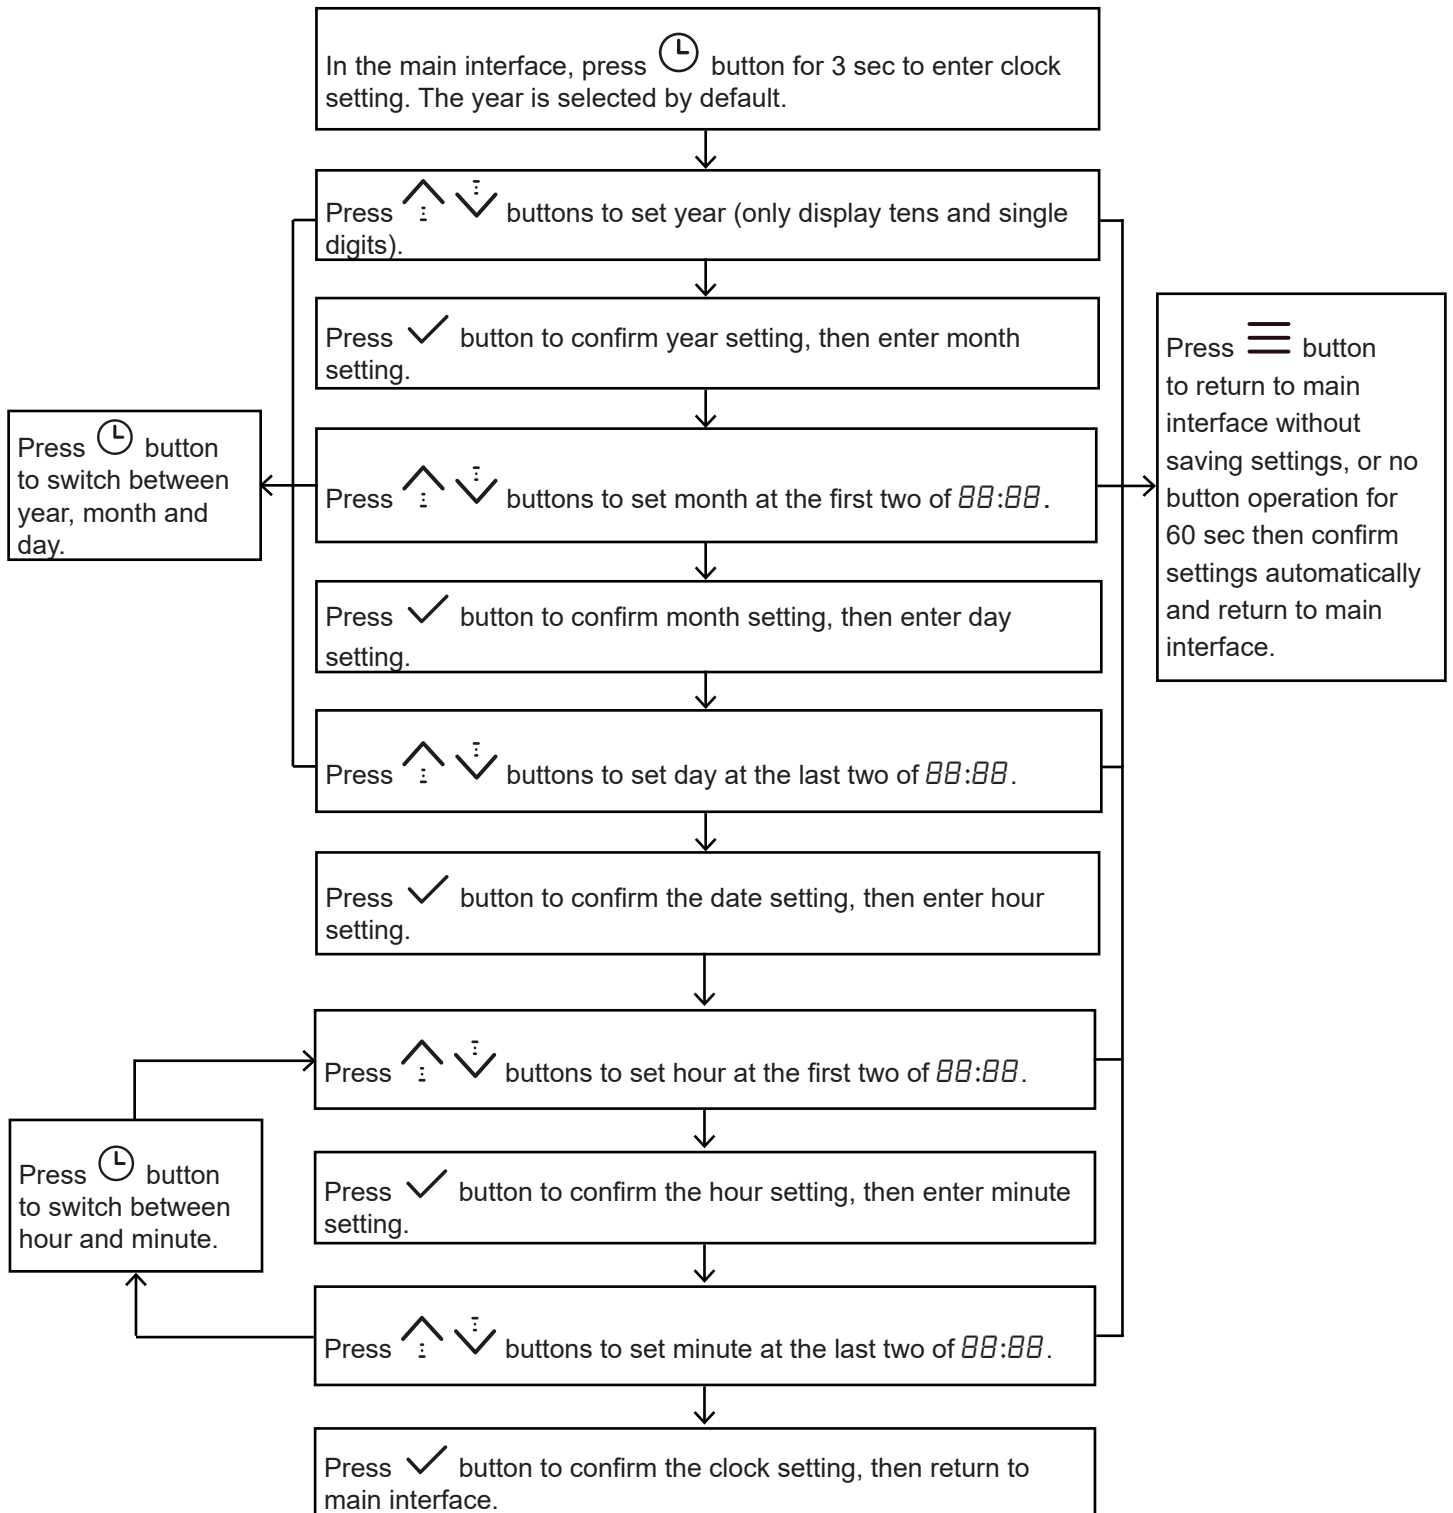 In the main interface, press button for 3 sec to enter clock
setting. The year is selected by default.
Press buttons to set year (only display tens and single
digits).
Press button to confirm year setting, then enter month
setting.
Press button
to return to main
interface without
saving settings, or no
button operation for
60 sec then confirm
settings automatically
and return to main
interface.
Press button
to switch between
year, month and
day.
Press buttons to set month at the first two of 88:88.
Press button to confirm month setting, then enter day
setting.
Press buttons to set day at the last two of 88:88.
Press button to confirm the date setting, then enter hour
setting.
Press buttons to set hour at the first two of 88:88.
Press button
to switch between
hour and minute.
Press button to confirm the hour setting, then enter minute
setting.
Press buttons to set minute at the last two of 88:88.
Press button to confirm the clock setting, then return to
main interface.